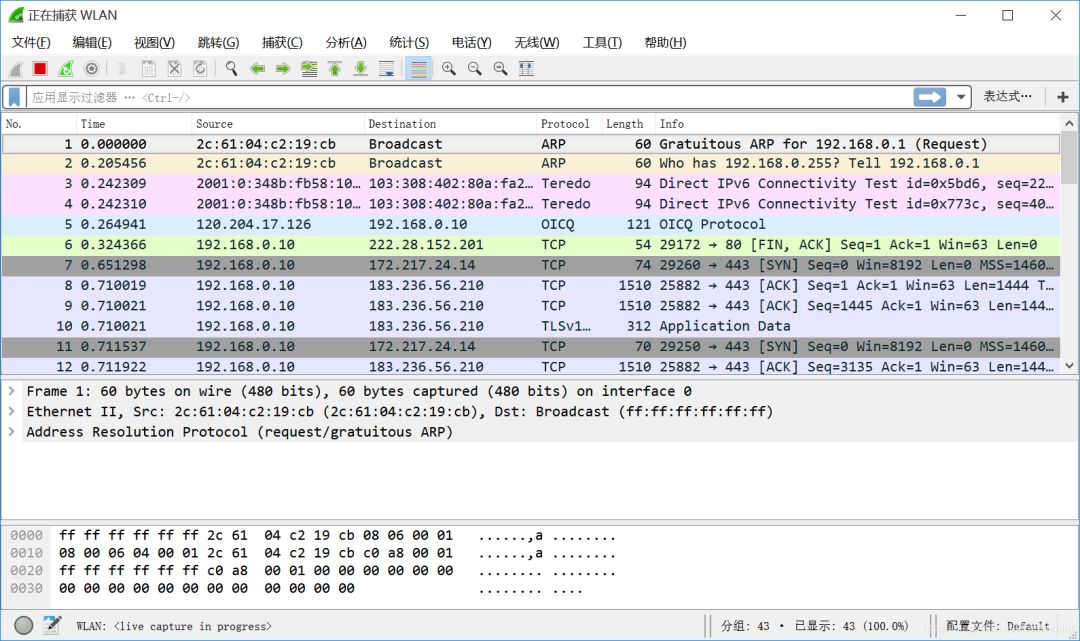 正在捕获 WLAN
文件(F) 编辑(E) 视图(V) 跳转(G) 捕获(C) 分析(A) 统计(S) 电话(Y) 无线(W) 工具(T) 帮助(H)
应用显示过滤器 … <Ctrl-/> 表达式…
No. Time Source Destination Protocol Length Info
1 0.000000 2c:61:04:c2:19:cb Broadcast ARP 60 Gratuitous ARP for 192.168.0.1 (Request)
2 0.205456 2c:61:04:c2:19:cb Broadcast ARP 60 Who has 192.168.0.255? Tell 192.168.0.1
3 0.242309 2001:0:348b:fb58:10… 103:308:402:80a:fa2… Teredo 94 Direct IPv6 Connectivity Test id=0x5bd6, seq=22…
4 0.242310 2001:0:348b:fb58:10… 103:308:402:80a:fa2… Teredo 94 Direct IPv6 Connectivity Test id=0x773c, seq=40…
5 0.264941 120.204.17.126 192.168.0.10 OICQ 121 OICQ Protocol
6 0.324366 192.168.0.10 222.28.152.201 TCP 54 29172 → 80 [FIN, ACK] Seq=1 Ack=1 Win=63 Len=0
7 0.651298 192.168.0.10 172.217.24.14 TCP 74 29260 → 443 [SYN] Seq=0 Win=8192 Len=0 MSS=1460…
8 0.710019 192.168.0.10 183.236.56.210 TCP 1510 25882 → 443 [ACK] Seq=1 Ack=1 Win=63 Len=1444 T…
9 0.710021 192.168.0.10 183.236.56.210 TCP 1510 25882 → 443 [ACK] Seq=1445 Ack=1 Win=63 Len=144…
10 0.710021 192.168.0.10 183.236.56.210 TLSv1… 312 Application Data
11 0.711537 192.168.0.10 172.217.24.14 TCP 70 29250 → 443 [SYN] Seq=0 Win=8192 Len=0 MSS=1460…
12 0.711922 192.168.0.10 183.236.56.210 TCP 1510 25882 → 443 [ACK] Seq=3135 Ack=1 Win=63 Len=144…
Frame 1: 60 bytes on wire (480 bits), 60 bytes captured (480 bits) on interface 0
Ethernet II, Src: 2c:61:04:c2:19:cb (2c:61:04:c2:19:cb), Dst: Broadcast (ff:ff:ff:ff:ff:ff)
Address Resolution Protocol (request/gratuitous ARP)
0000 ff ff ff ff ff ff 2c 61 04 c2 19 cb 08 06 00 01 ......,a ........
0010 08 00 06 04 00 01 2c 61 04 c2 19 cb c0 a8 00 01 ......,a ........
0020 ff ff ff ff ff ff c0 a8 00 01 00 00 00 00 00 00 ........ ........
0030 00 00 00 00 00 00 00 00 00 00 00 00 ........ ....
WLAN: <live capture in progress> 分组: 43 · 已显示: 43 (100.0%) 配置文件: Default